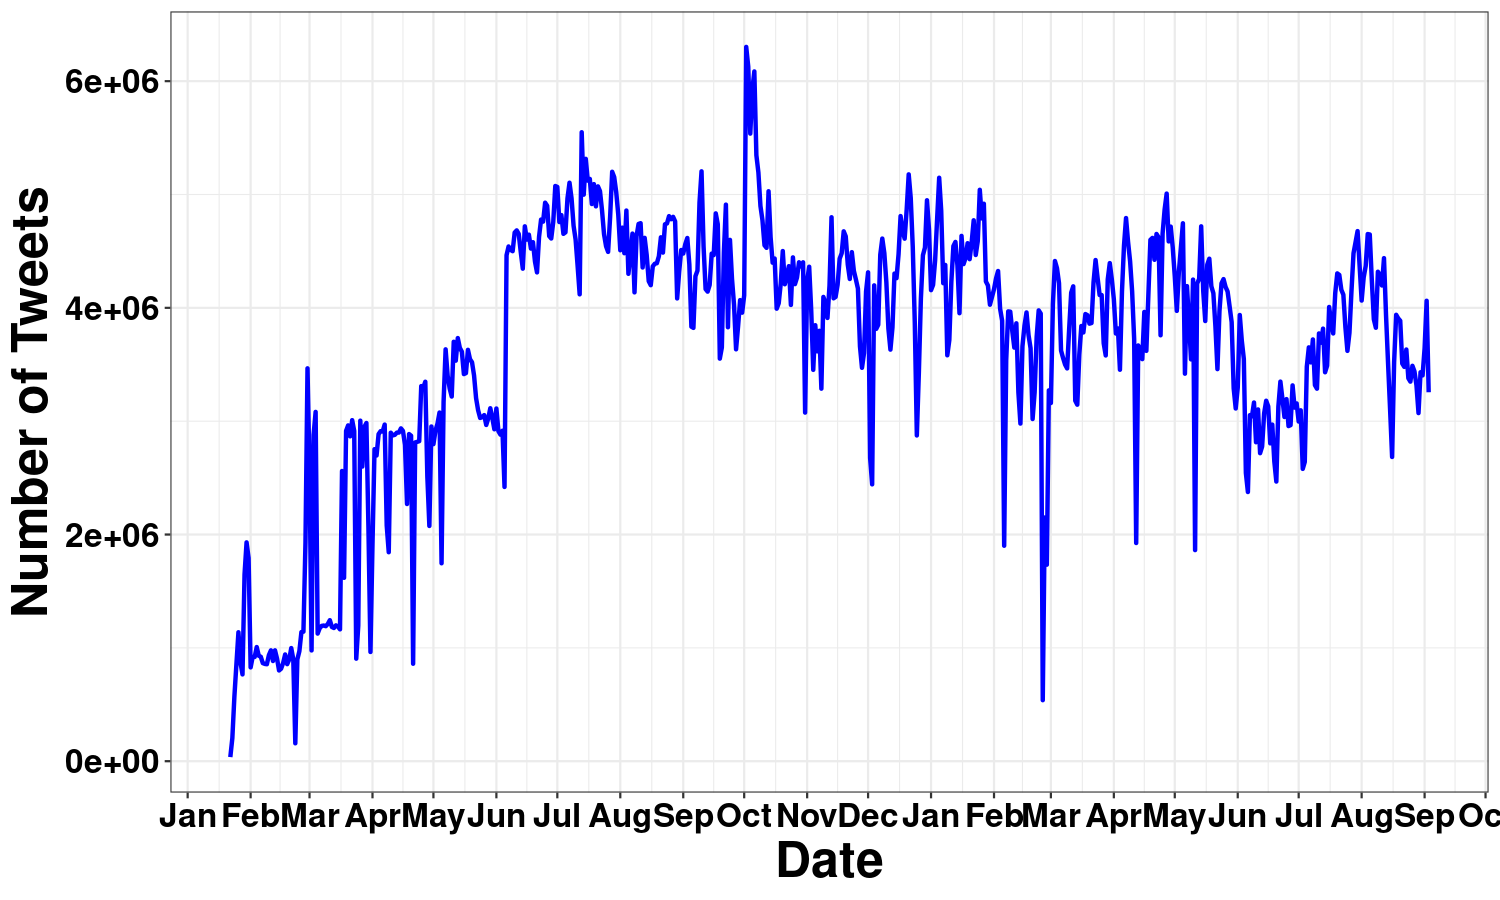 Number of Tweets
6e+06
4e+06
2e+06
0e+00
Jan Feb Mar Apr May Jun Jul Aug Sep Oct Nov Dec Jan Feb Mar Apr May Jun Jul Aug Sep Oc
Date